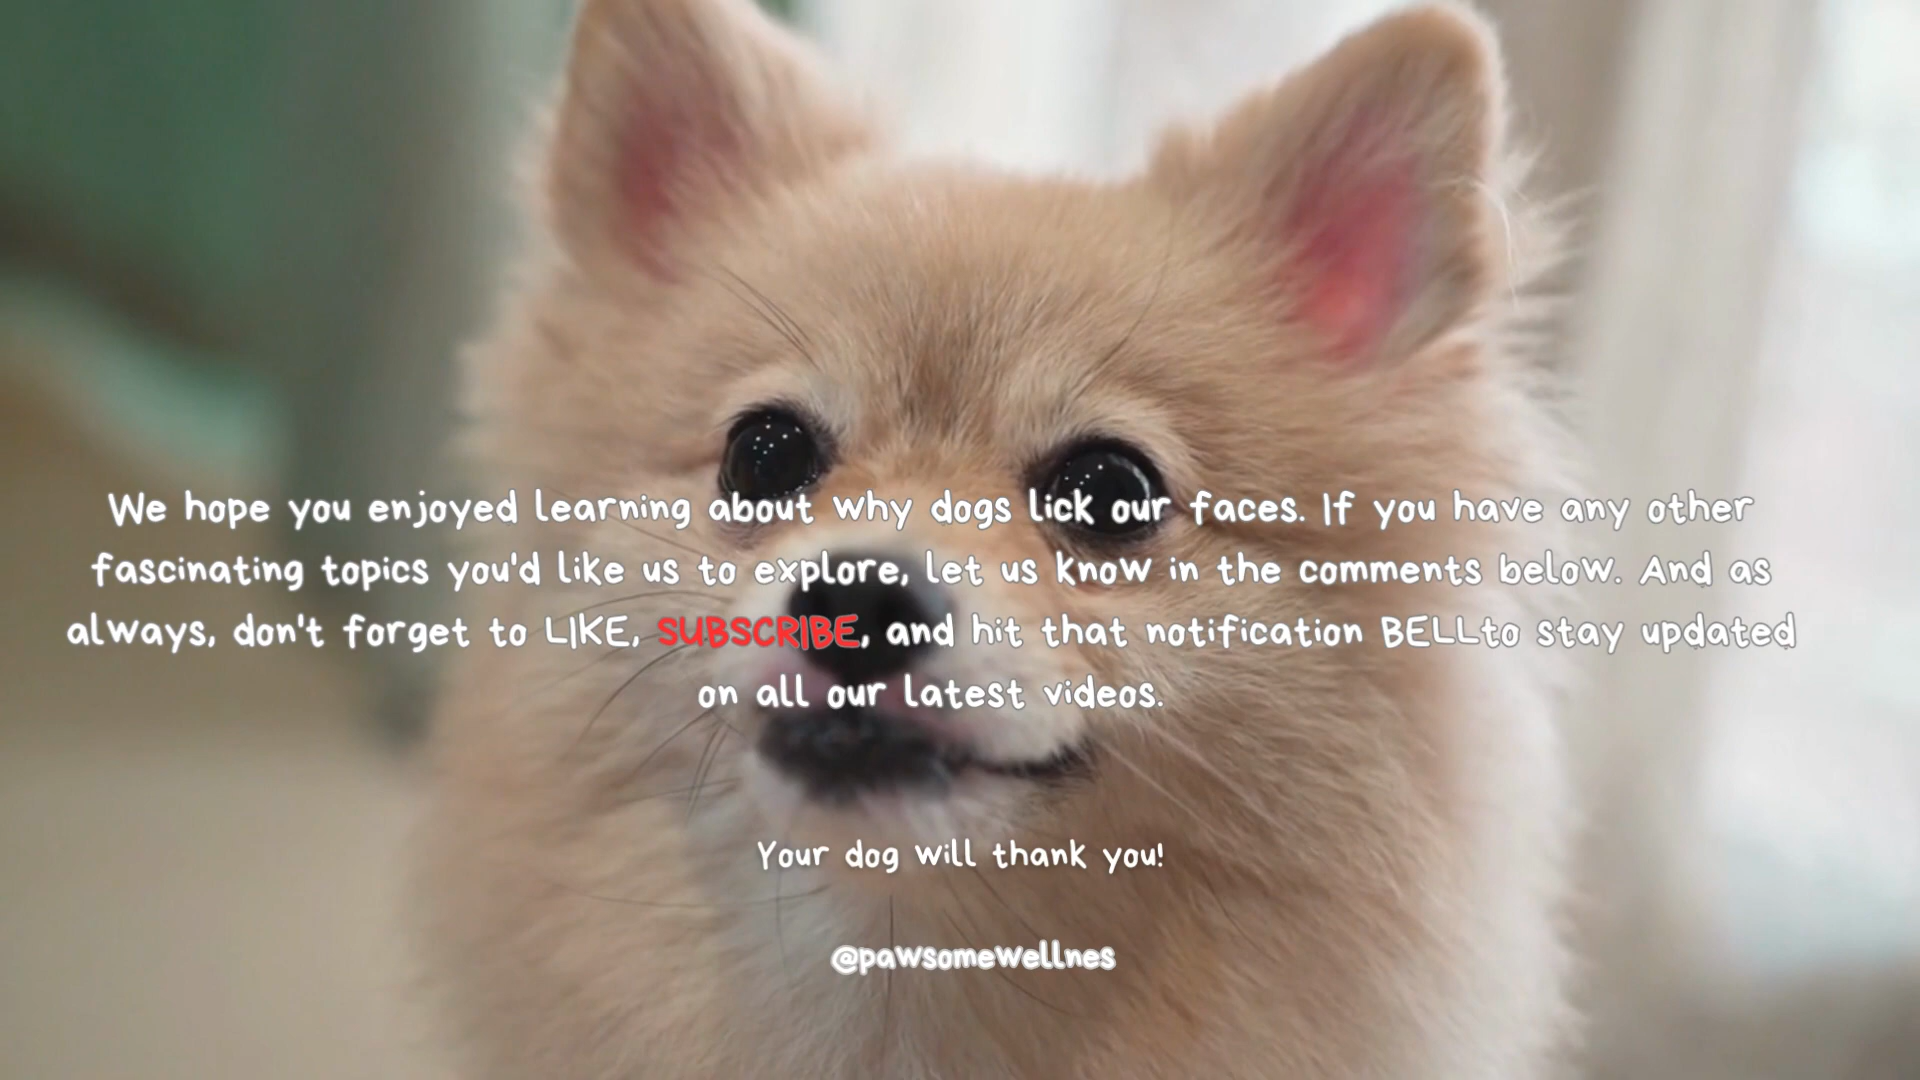 We hope you enjoyed learning about why dogs lick our faces. If you have any other
fascinating topics you'd like us to explore, let us know in the comments below. And as
always, don't forget to LIKE, SUBSCRIBE, and hit that notification BELLto stay updated
on all our latest videos.
Your dog will thank you!
@pawsomewellnes